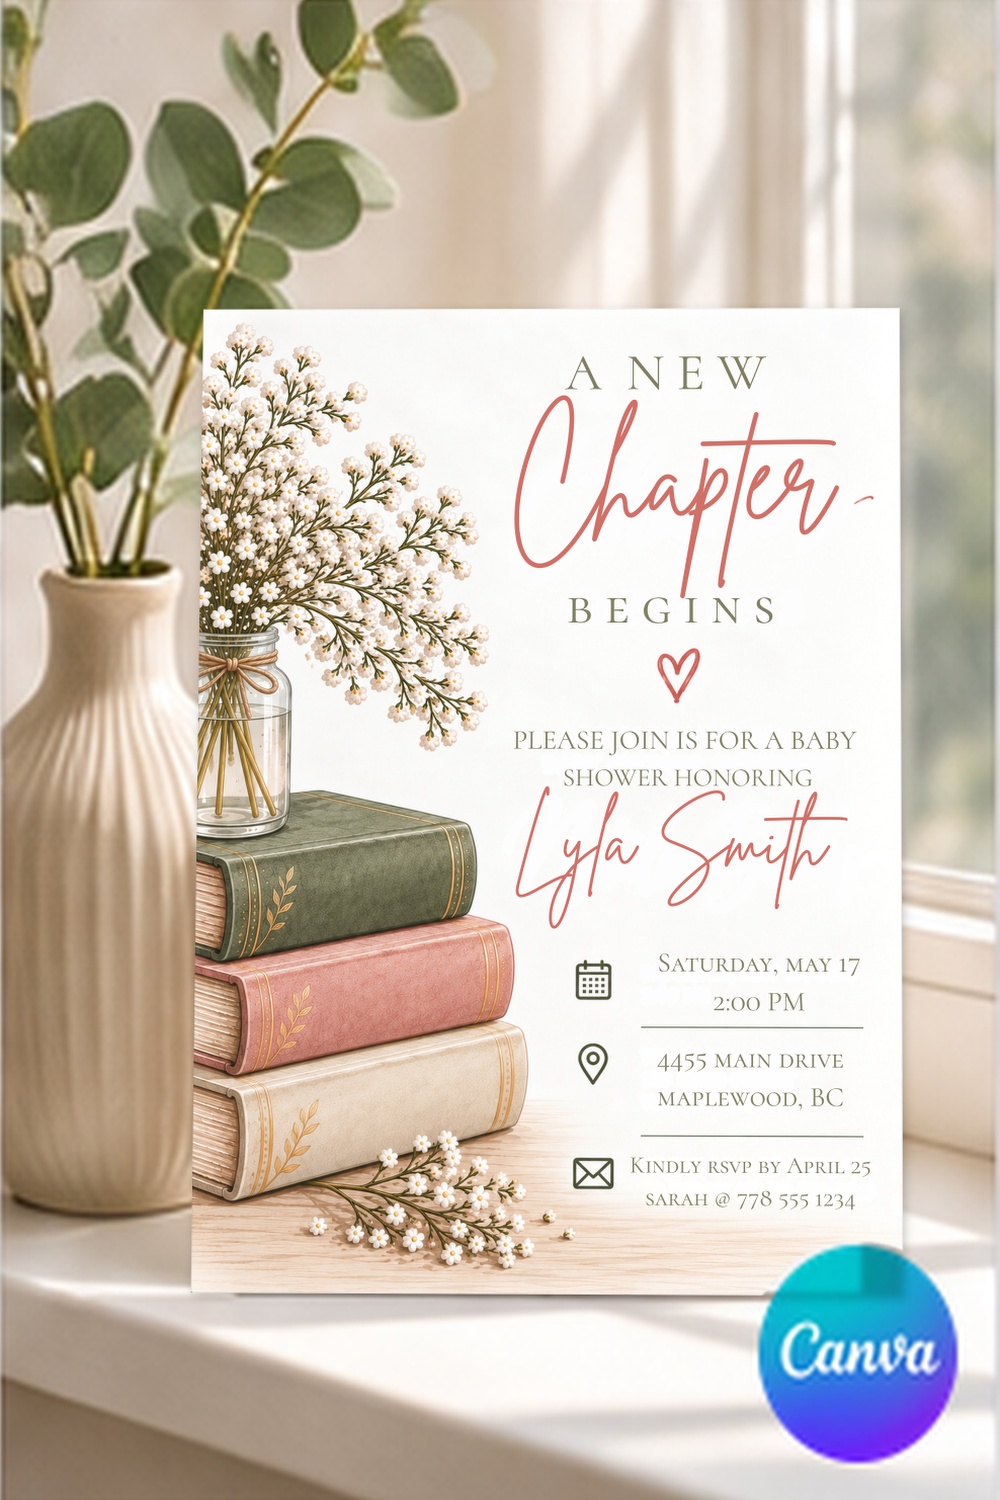 A NEW
Chapter
BEGINS
PLEASE JOIN IS FOR A BABY
SHOWER HONORING
Lyla Smith
SATURDAY, MAY 17
2:00 PM
4455 MAIN DRIVE
MAPLEWOOD, BC
KINDLY RSVP BY APRIL 25
SARAH @ 778 555 1234
Canva